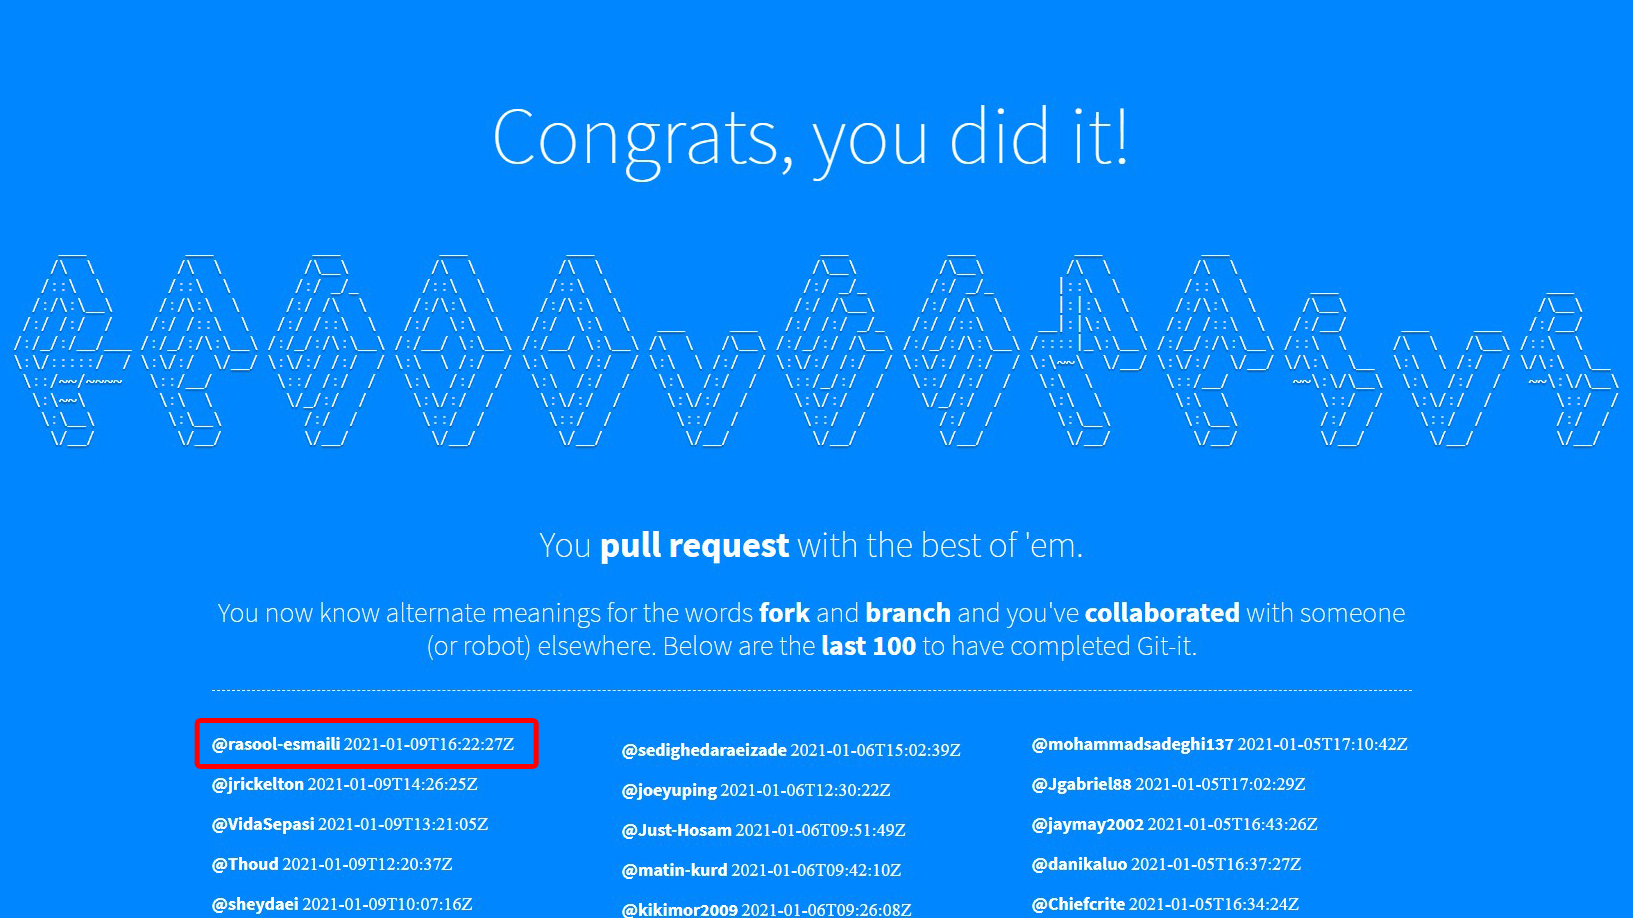 Congrats, you did it!
You pull request with the best of 'em.
You now know alternate meanings for the words fork and branch and you've collaborated with someone
(or robot) elsewhere. Below are the last 100 to have completed Git-it.
@rasool-esmaili 2021-01-09T16:22:27Z
@jrickelton 2021-01-09T14:26:25Z
@VidaSepasi 2021-01-09T13:21:05Z
@Thoud 2021-01-09T12:20:37Z
@sheydaei 2021-01-09T10:07:16Z
@sedighedaraeizade 2021-01-06T15:02:39Z
@joeyuping 2021-01-06T12:30:22Z
@Just-Hosam 2021-01-06T09:51:49Z
@matin-kurd 2021-01-06T09:42:10Z
@kikimor2009 2021-01-06T09:26:08Z
@mohammadsadeghi137 2021-01-05T17:10:42Z
@Jgabriel88 2021-01-05T17:02:29Z
@jaymay2002 2021-01-05T16:43:26Z
@danikaluo 2021-01-05T16:37:27Z
@Chiefcrite 2021-01-05T16:34:24Z